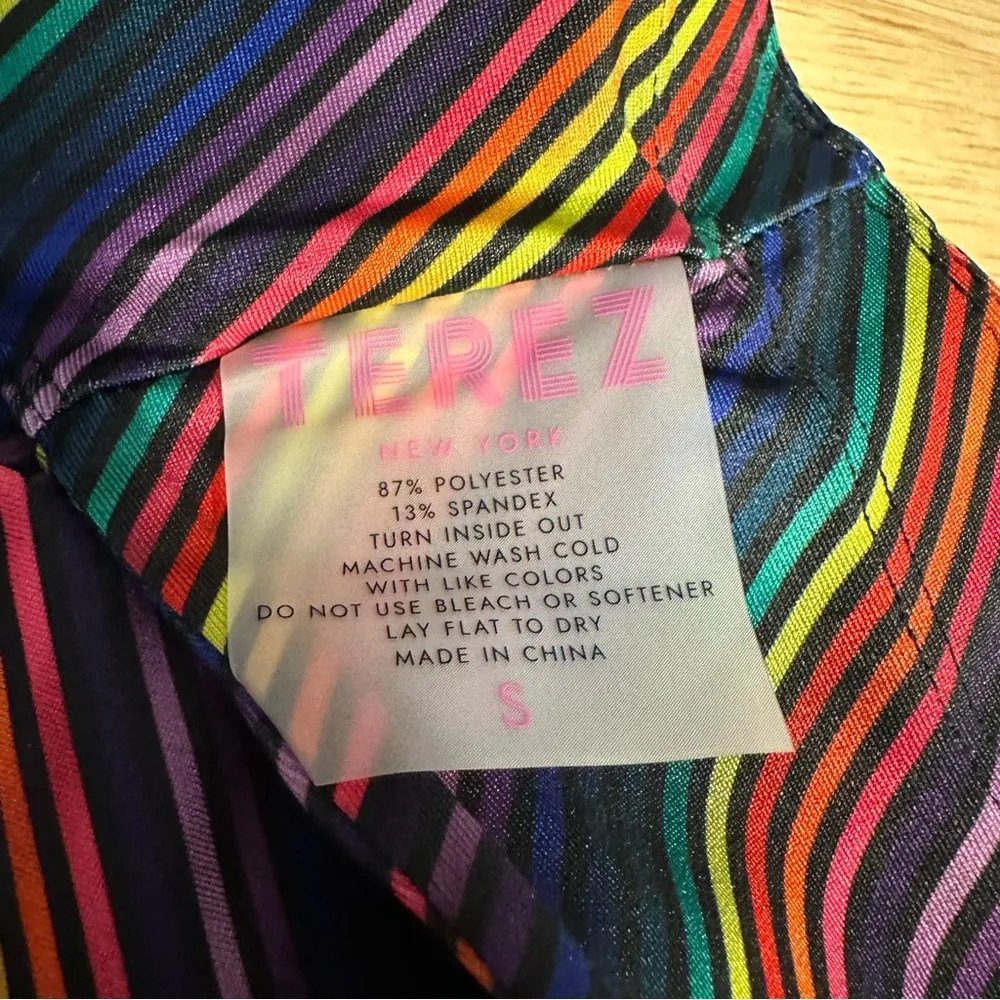 TEREZ
NEW YORK
87% POLYESTER
13% SPANDEX
TURN INSIDE OUT
MACHINE WASH COLD
WITH LIKE COLORS
DO NOT USE BLEACH OR SOFTENER
LAY FLAT TO DRY
MADE IN CHINA
S